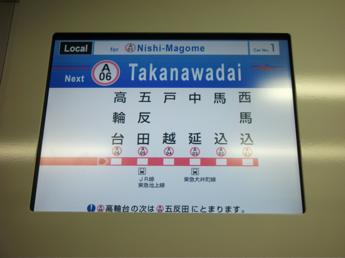 Local for A Nishi-Magome Car No. 1
Next A 06 Takanawadai
高輪台 五反田 戸越 中延 馬込 西馬込
JR線 東急大井町線
東急池上線
高輪台の次は 五反田 にとまります。